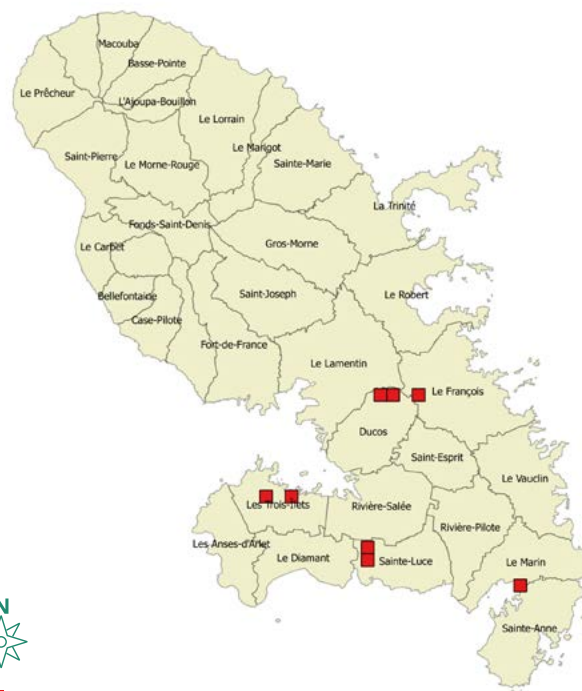 Macouba
Basse-Pointe
Le Prêcheur
L'Ajoupa-Bouillon
Le Lorrain
Le Marigot
Saint-Pierre
Le Morne-Rouge
Sainte-Marie
La Trinité
Fonds-Saint-Denis
Le Carbet
Gros-Morne
Bellefontaine
Saint-Joseph
Le Robert
Case-Pilote
Fort-de-France
Le Lamentin
Le François
Ducos
Saint-Esprit
Le Vauclin
Les Trois-Ilets
Rivière-Salée
Rivière-Pilote
Les Anses-d'Arlet
Le Diamant
Sainte-Luce
Le Marin
N
Sainte-Anne